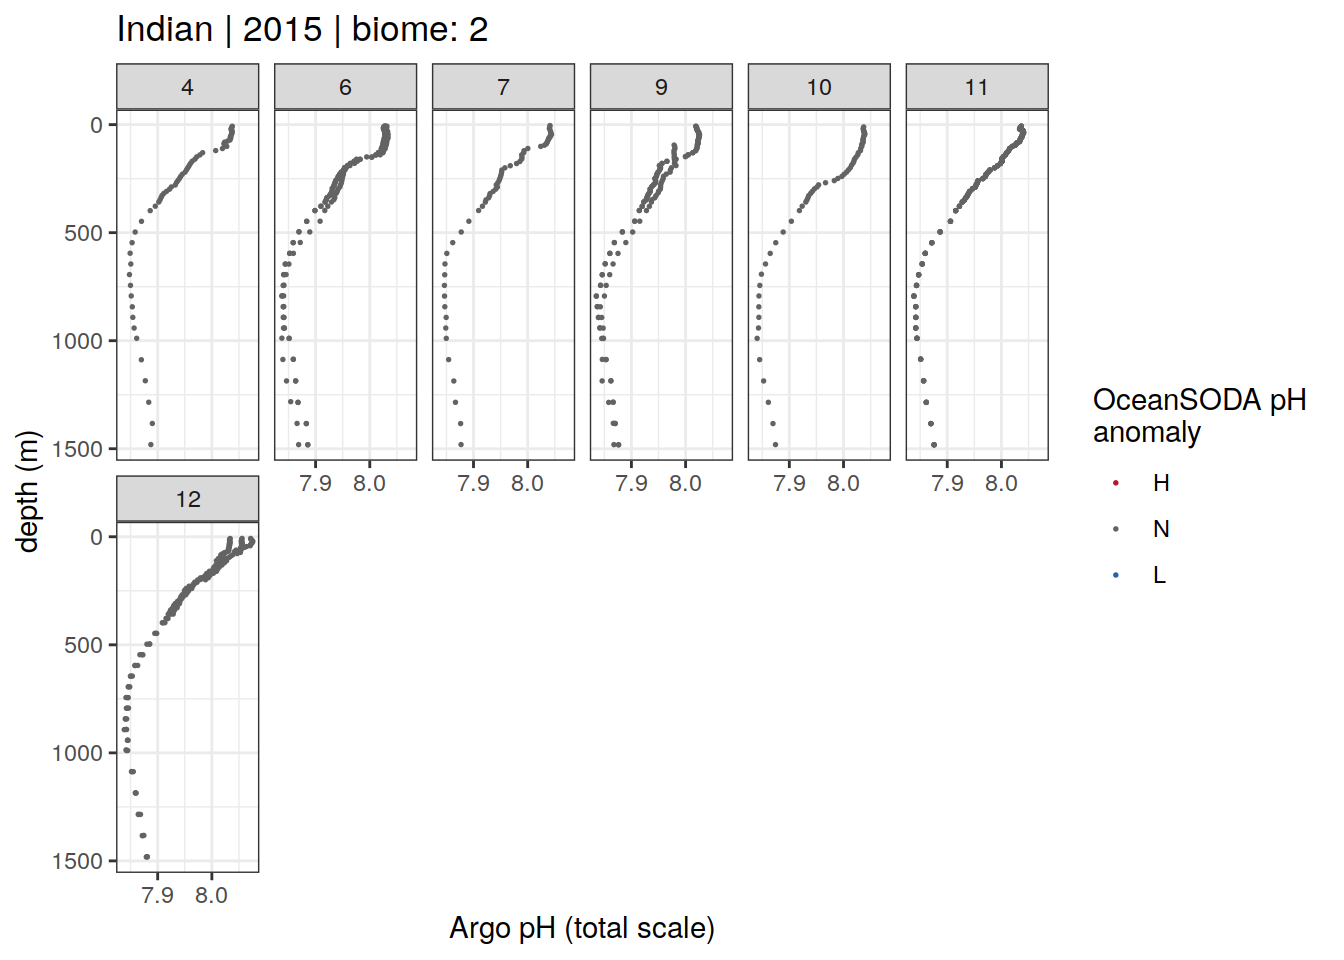 Indian | 2015 | biome: 2
4 6 7 9 10 11
0
500
1000
1500
7.9 8.0 7.9 8.0 7.9 8.0 7.9 8.0 7.9 8.0
12
0
500
1000
1500
7.9 8.0
depth (m)
Argo pH (total scale)
OceanSODA pH
anomaly
H
N
L